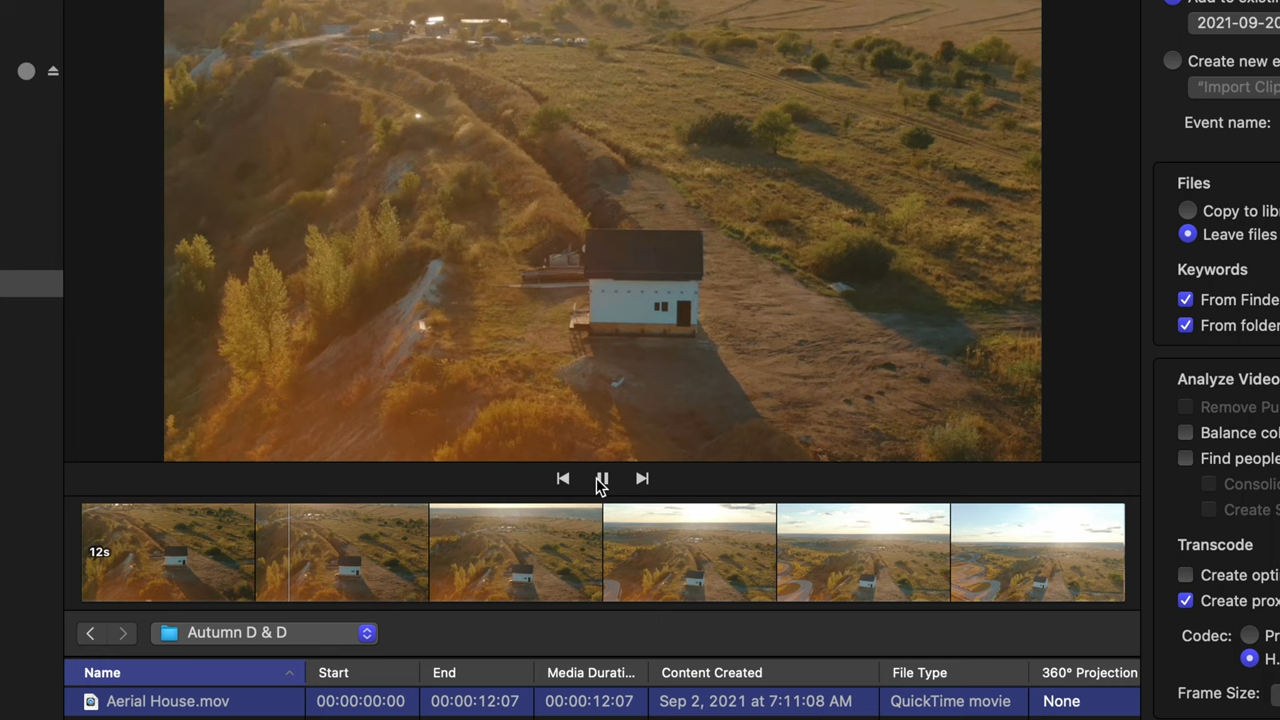 2021-09-20
Create new e
"Import Clip
Event name:
Files
Copy to lib
Leave files
Keywords
From Finde
From folder
Analyze Video
Remove Pu
Balance col
Find people
Consolid
Create S
Transcode
Create opti
Create prox
Codec:
Pr
H.
Frame Size:
12s
Autumn D & D
Name Start End Media Durati... Content Created File Type 360° Projection
Aerial House.mov 00:00:00:00 00:00:12:07 00:00:12:07 Sep 2, 2021 at 7:11:08 AM QuickTime movie None